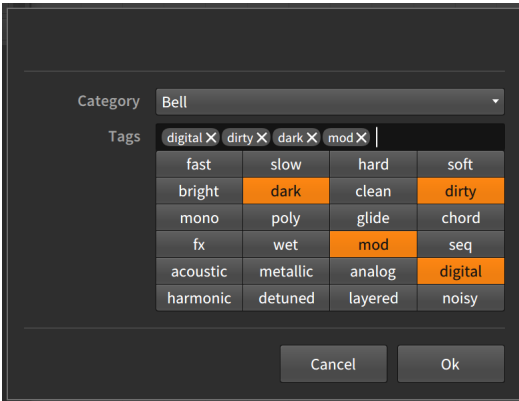 Category Bell
Tags digital X dirty X dark X mod X
fast slow hard soft
bright dark clean dirty
mono poly glide chord
fx wet mod seq
acoustic metallic analog digital
harmonic detuned layered noisy
Cancel Ok